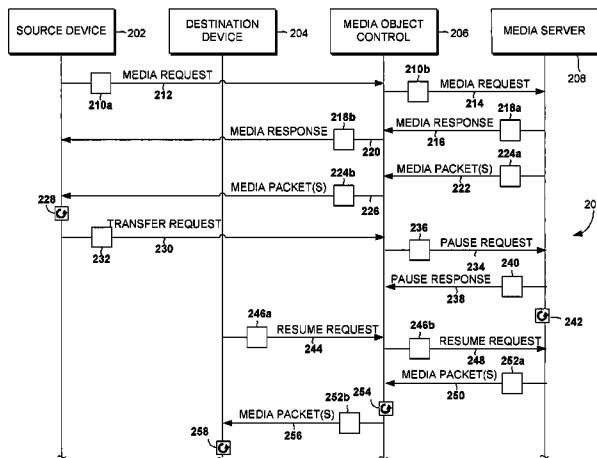 SOURCE DEVICE
202
DESTINATION
DEVICE
204
MEDIA OBJECT
CONTROL
206
MEDIA SERVER
208
MEDIA REQUEST
210a
212
210b
MEDIA REQUEST
214
218a
MEDIA RESPONSE
216
218b
MEDIA RESPONSE
220
224a
MEDIA PACKET(S)
222
224b
MEDIA PACKET(S)
226
228
TRANSFER REQUEST
232
230
236
PAUSE REQUEST
234
20
240
PAUSE RESPONSE
238
242
246a
RESUME REQUEST
244
246b
RESUME REQUEST
248
252a
MEDIA PACKET(S)
250
254
252b
MEDIA PACKET(S)
256
258